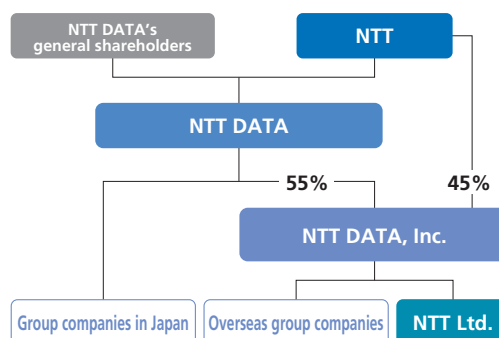 NTT DATA's
general shareholders
NTT
NTT DATA
55%
45%
NTT DATA, Inc.
Group companies in Japan
Overseas group companies
NTT Ltd.